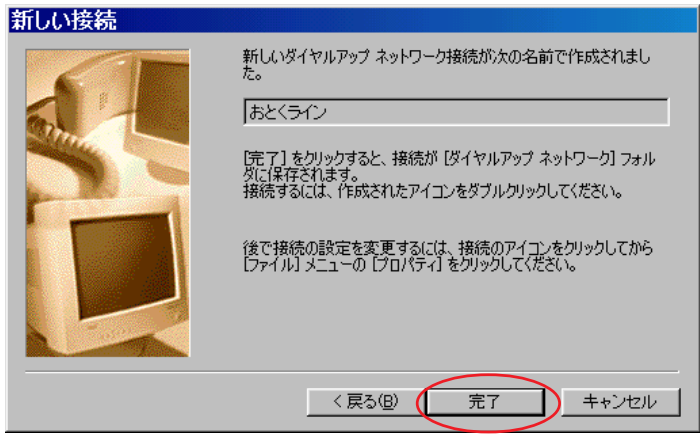 新しい接続
新しいダイヤルアップ ネットワーク接続が次の名前で作成されまし
た。
おとくライン
[完了] をクリックすると、接続が [ダイヤルアップ ネットワーク] フォル
ダに保存されます。
接続するには、作成されたアイコンをダブルクリックしてください。
後で接続の設定を変更するには、接続のアイコンをクリックしてから
[ファイル] メニューの [プロパティ] をクリックしてください。
< 戻る(B) 完了 キャンセル